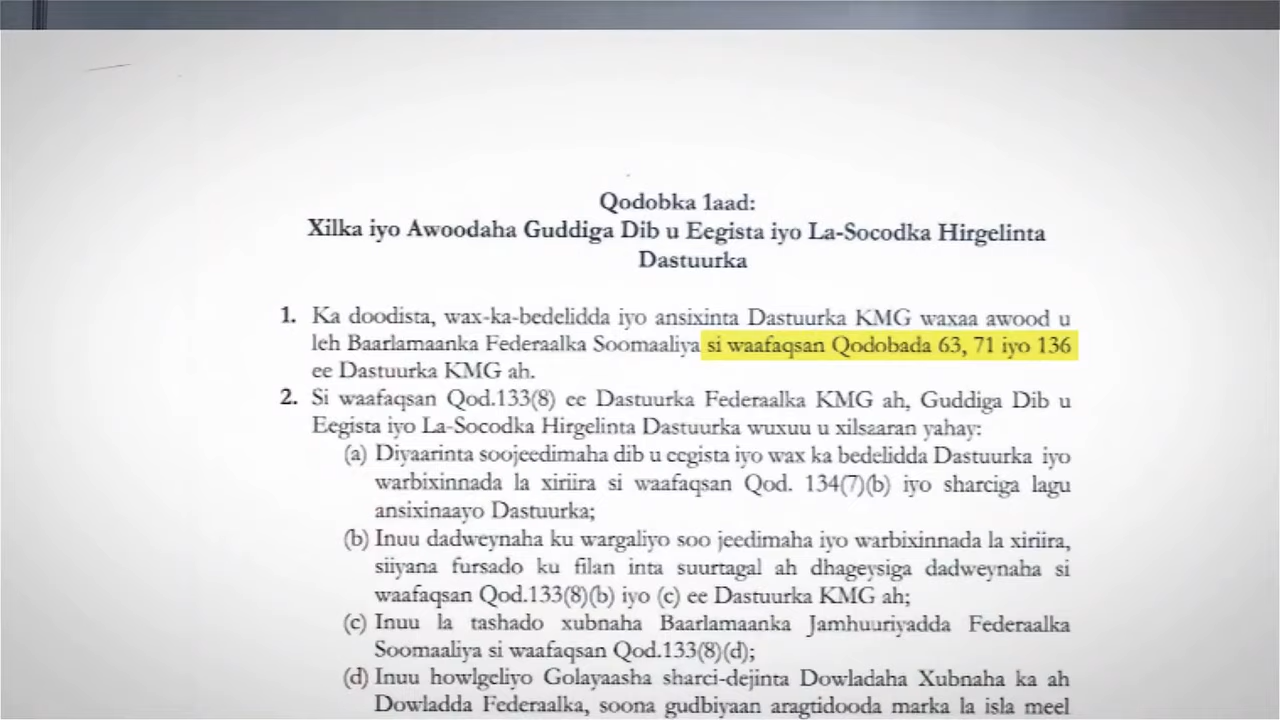 Qodobka 1aad:
Xilka iyo Awoodaha Guddiga Dib u Eegista iyo La-Socodka Hirgelinta
Dastuurka
1. Ka doodista, wax-ka-bedelidda iyo ansixinta Dastuurka KMG waxaa awood u
leh Baarlamaanka Federaalka Soomaaliya si waafaqsan Qodobada 63, 71 iyo 136
ee Dastuurka KMG ah.
2. Si waafaqsan Qod.133(8) ee Dastuurka Federaalka KMG ah, Guddiga Dib u
Eegista iyo La-Socodka Hirgelinta Dastuurka wuxuu u xilsaaran yahay:
(a) Diyaarinta soojeedimaha dib u eegista iyo wax ka bedelidda Dastuurka iyo
warbixinnada la xiriira si waafaqsan Qod. 134(7)(b) iyo sharciga lagu
ansixinaayo Dastuurka;
(b) Inuu dadweynaha ku wargaliyo soo jeedimaha iyo warbixinnada la xiriira,
siiyana fursado ku filan inta suurtagal ah dhageysiga dadweynaha si
waafaqsan Qod.133(8)(b) iyo (c) ee Dastuurka KMG ah;
(c) Inuu la tashado xubnaha Baarlamaanka Jamhuuriyadda Federaalka
Soomaaliya si waafaqsan Qod.133(8)(d);
(d) Inuu howlgeliyo Golayaasha sharci-dejinta Dowladaha Xubnaha ka ah
Dowladda Federaalka, soona gudbiyaan aragtidooda marka la isla meel